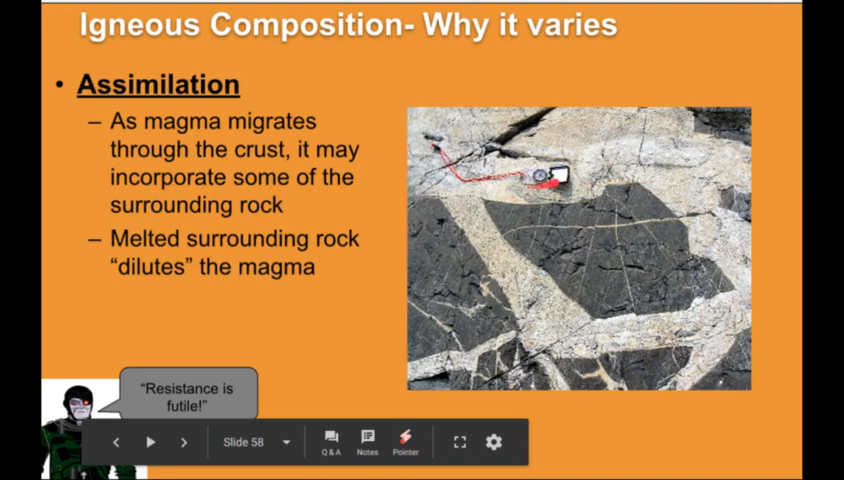 Igneous Composition- Why it varies
• Assimilation
– As magma migrates
through the crust, it may
incorporate some of the
surrounding rock
– Melted surrounding rock
“dilutes” the magma
“Resistance is
futile!”
Slide 58
Q & A
Notes
Pointer